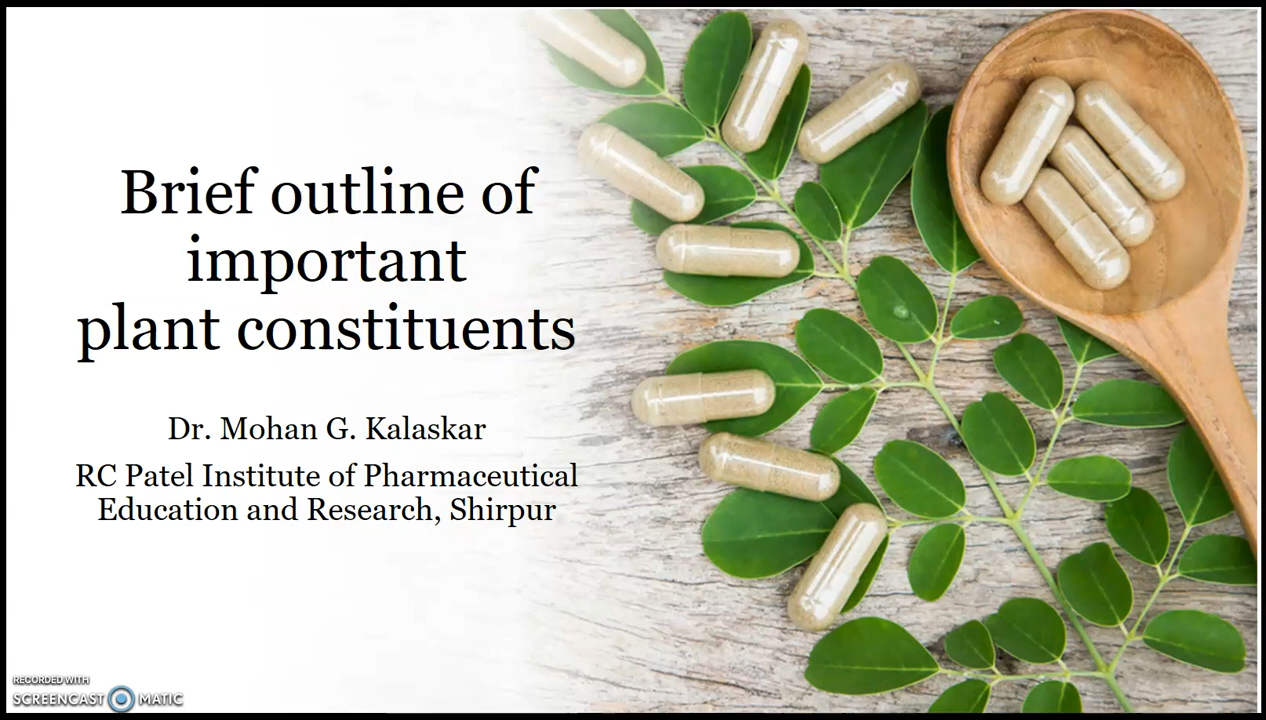 Brief outline of
important
plant constituents
Dr. Mohan G. Kalaskar
RC Patel Institute of Pharmaceutical
Education and Research, Shirpur
RECORDED WITH
SCREENCAST MATIC